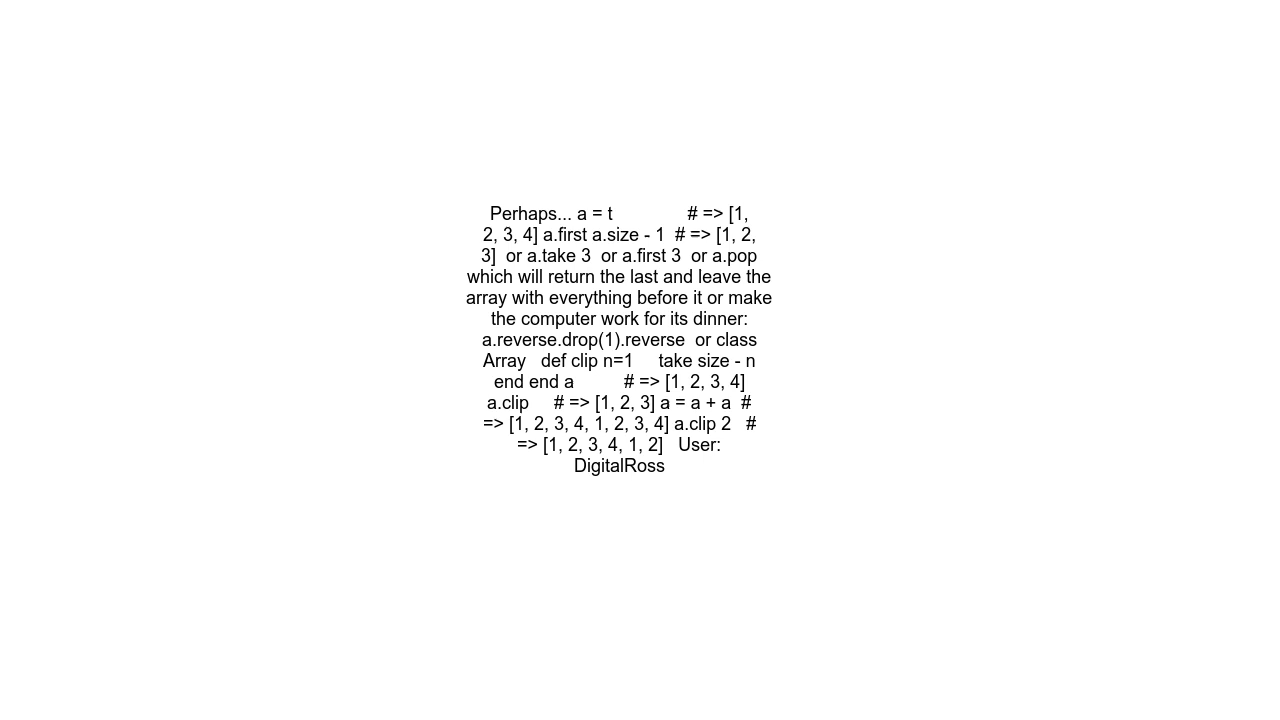 Perhaps... a = t               # => [1,
2, 3, 4] a.first a.size - 1  # => [1, 2,
3]  or a.take 3  or a.first 3  or a.pop
which will return the last and leave the
array with everything before it or make
the computer work for its dinner:
a.reverse.drop(1).reverse  or class
Array   def clip n=1     take size - n
end end a          # => [1, 2, 3, 4]
a.clip     # => [1, 2, 3] a = a + a  #
=> [1, 2, 3, 4, 1, 2, 3, 4] a.clip 2   #
=> [1, 2, 3, 4, 1, 2]   User:
DigitalRoss